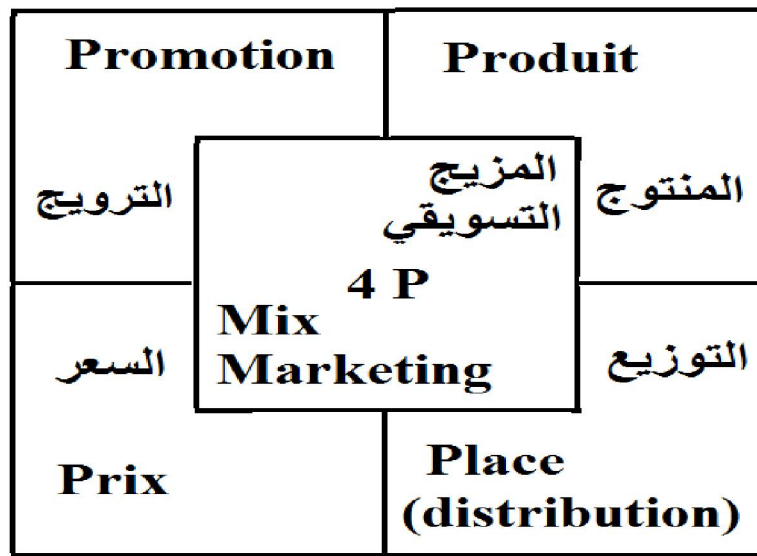 Promotion
الترويج
Produit
المنتوج
المزيج
التسويقي
4 P
Mix
Marketing
السعر
Prix
التوزيع
Place
(distribution)